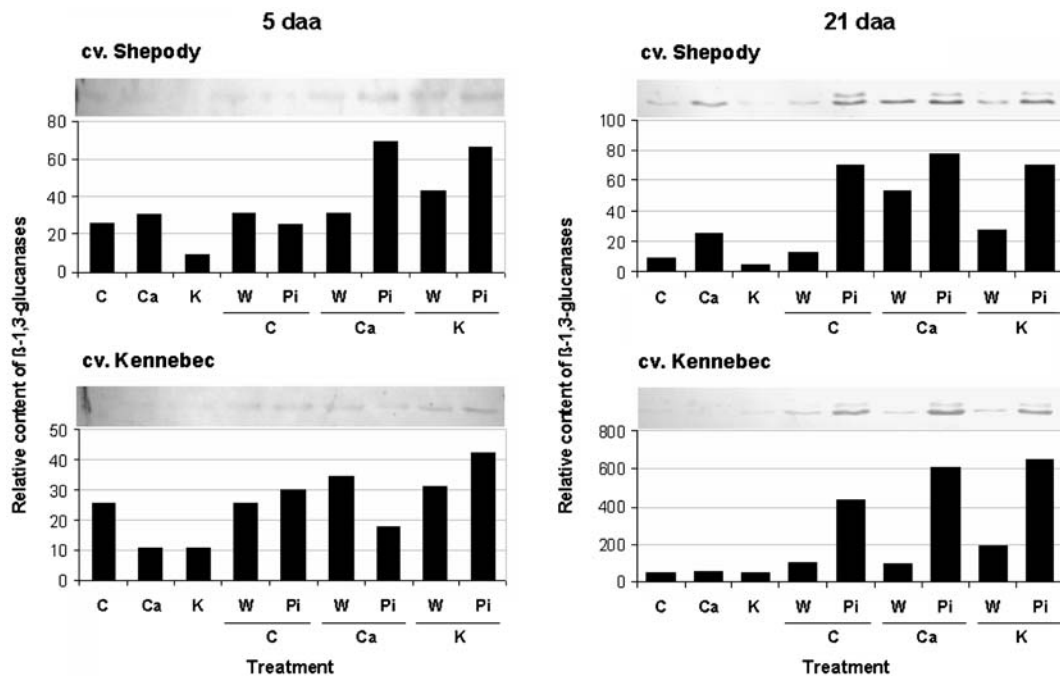 5 daa
21 daa
cv. Shepody
cv. Shepody
80
60
40
20
0
100
80
60
40
20
0
C Ca K W Pi W Pi W Pi
C Ca K
C Ca K W Pi W Pi W Pi
C Ca K
Relative content of ß-1,3-glucanases
Relative content of ß-1,3-glucanases
cv. Kennebec
cv. Kennebec
50
40
30
20
10
0
800
600
400
200
0
C Ca K W Pi W Pi W Pi
C Ca K
Treatment
C Ca K W Pi W Pi W Pi
C Ca K
Treatment